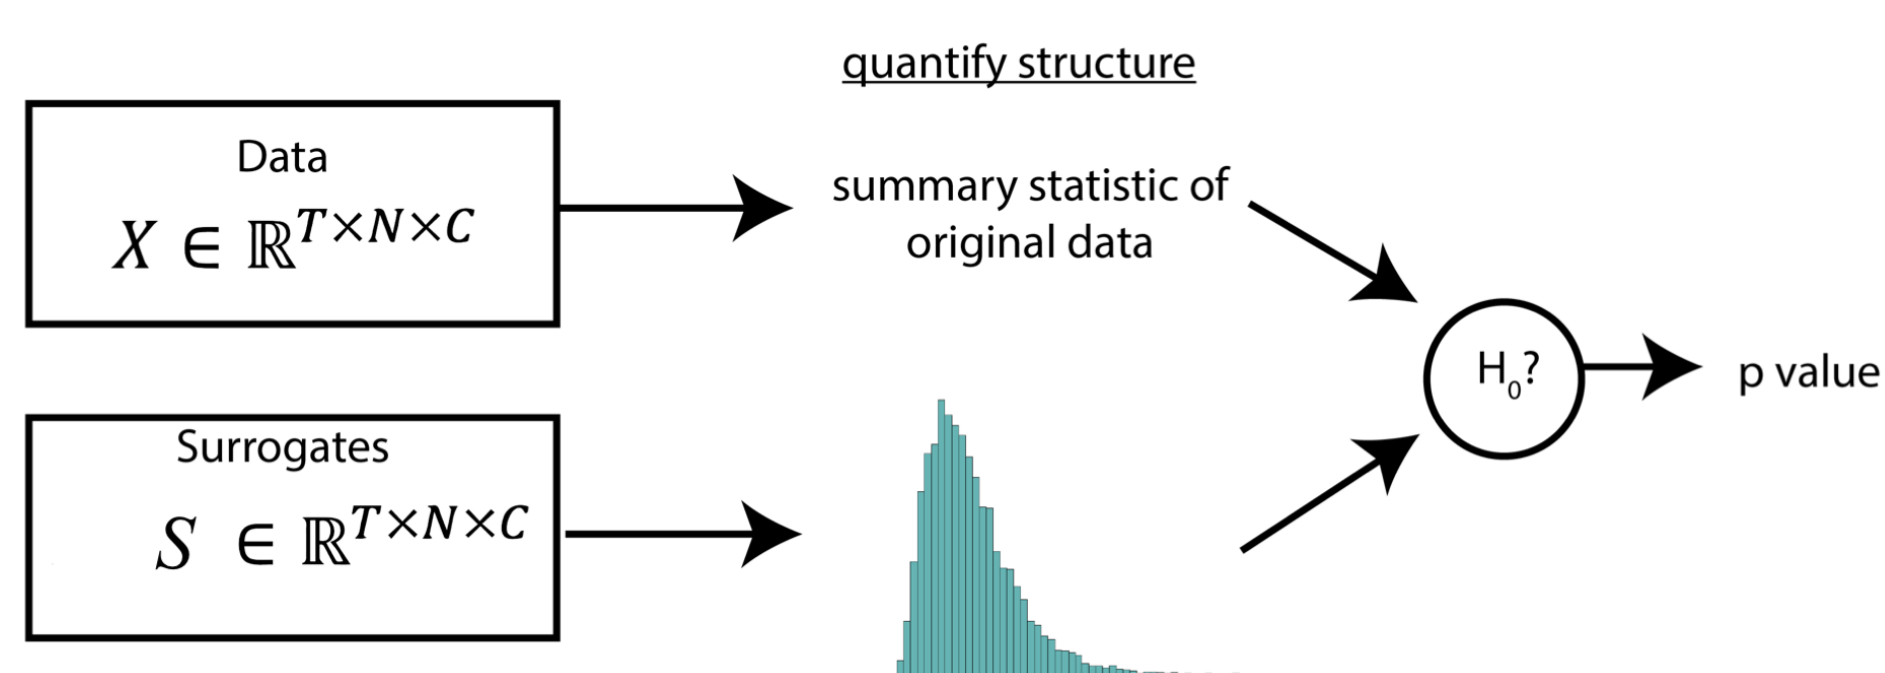 quantify structure
Data
X ∈ ℝ^{T×N×C}
summary statistic of
original data
H₀?
p value
Surrogates
S ∈ ℝ^{T×N×C}